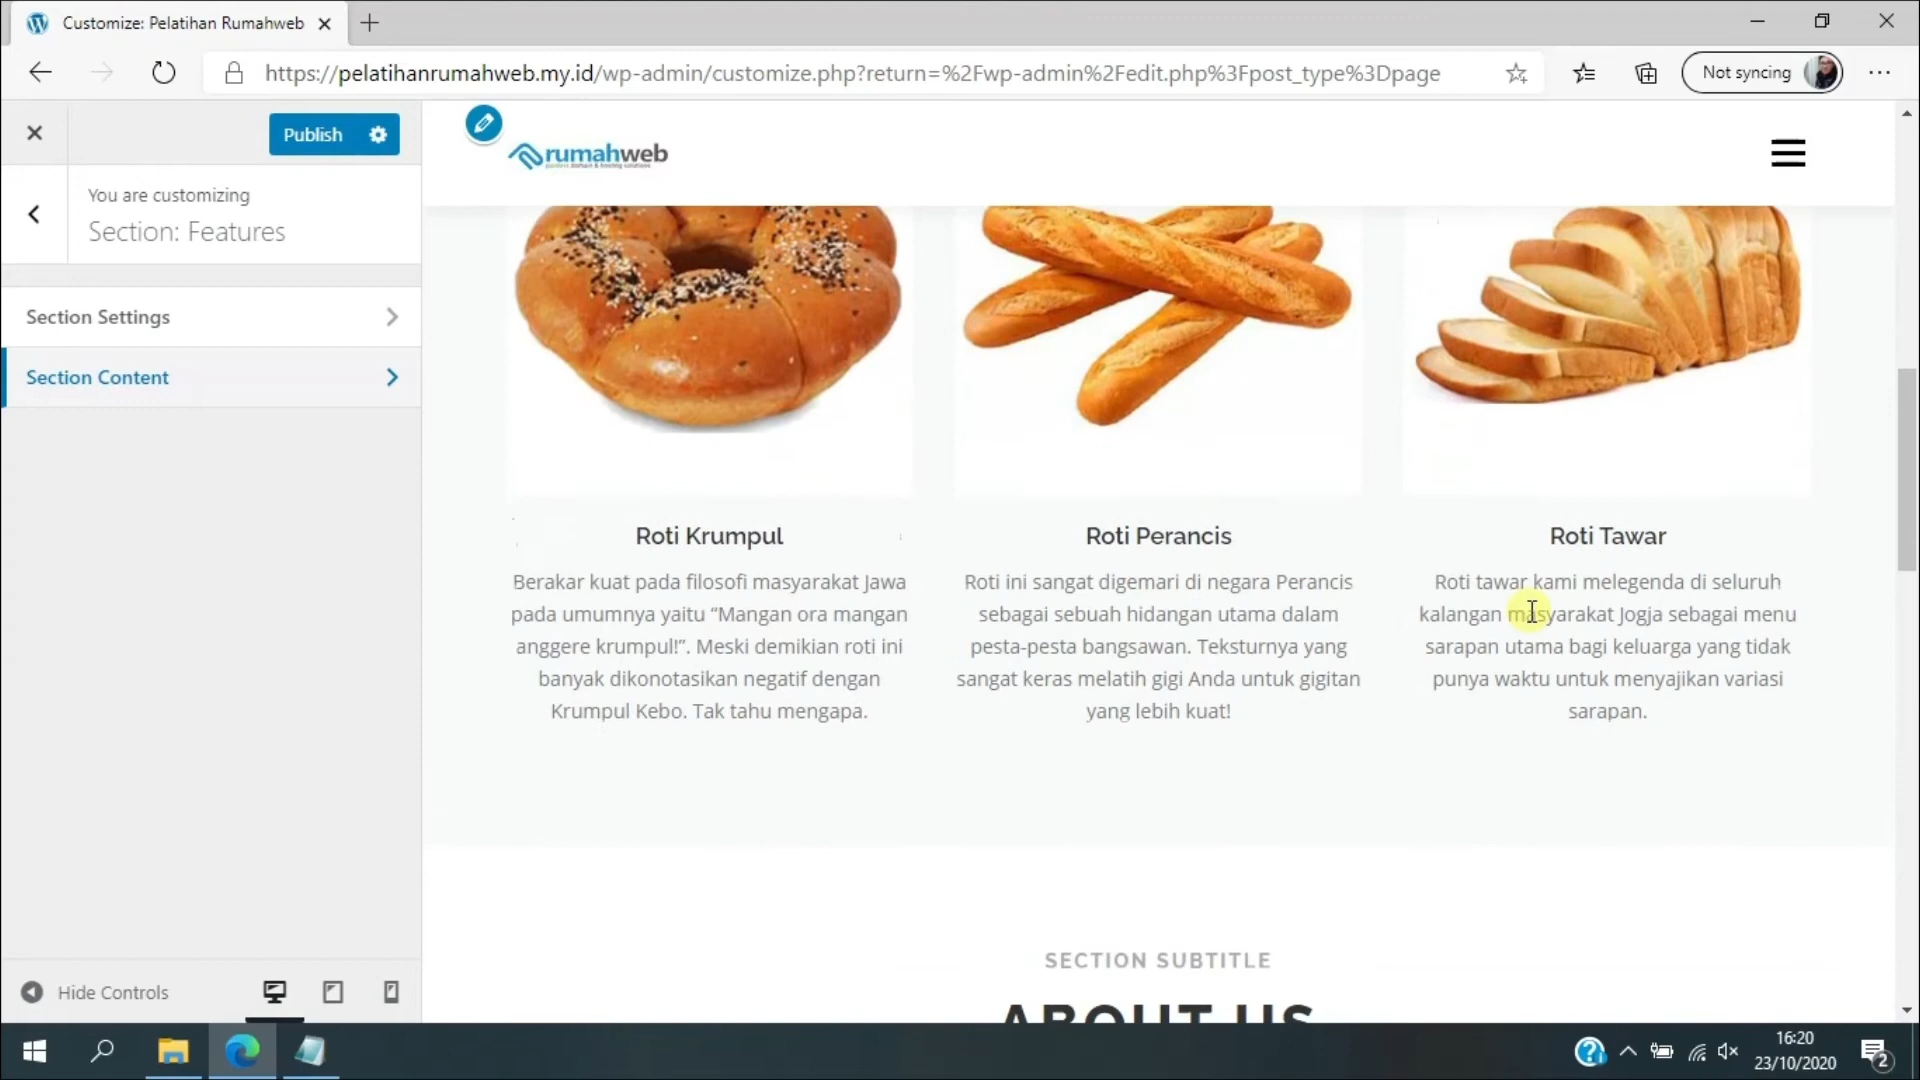 Customize: Pelatihan Rumahweb
https://pelatihanrumahweb.my.id/wp-admin/customize.php?return=%2Fwp-admin%2Fedit.php%3Fpost_type%3Dpage
Not syncing
Publish
You are customizing
Section: Features
Section Settings
Section Content
Hide Controls
rumahweb
Roti Krumpul
Berakar kuat pada filosofi masyarakat Jawa
pada umumnya yaitu “Mangan ora mangan
anggere krumpul!”. Meski demikian roti ini
banyak dikonotasikan negatif dengan
Krumpul Kebo. Tak tahu mengapa.
Roti Perancis
Roti ini sangat digemari di negara Perancis
sebagai sebuah hidangan utama dalam
pesta-pesta bangsawan. Teksturnya yang
sangat keras melatih gigi Anda untuk gigitan
yang lebih kuat!
Roti Tawar
Roti tawar kami melegenda di seluruh
kalangan masyarakat Jogja sebagai menu
sarapan utama bagi keluarga yang tidak
punya waktu untuk menyajikan variasi
sarapan.
SECTION SUBTITLE
ABOUT US
16:20
23/10/2020
2